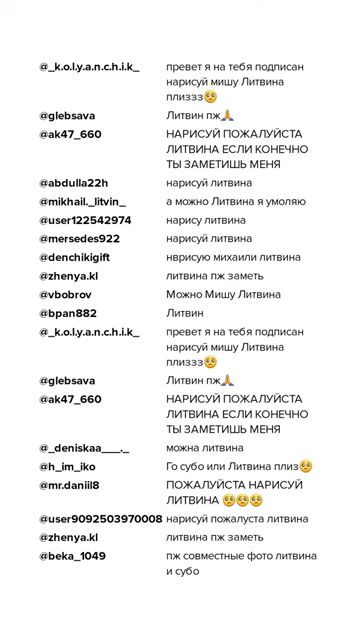 @_k.o.l.y.a.n.c.h.i.k_ превет я на тебя подписан
нарисуй мишу Литвина
плиззз🥺
@glebsava Литвин пж🙏
@ak47_660 НАРИСУЙ ПОЖАЛУЙСТА
ЛИТВИНА ЕСЛИ КОНЕЧНО
ТЫ ЗАМЕТИШЬ МЕНЯ
@abdulla22h нарисуй литвина
@mikhail._litvin_ а можно Литвина я умоляю
@user122542974 нарису литвина
@mersedes922 нарисуй литвина
@denchikigift нврисую михаили литвина
@zhenya.kl литвина пж заметь
@vbobrov Можно Мишу Литвина
@bpan882 Литвин
@_k.o.l.y.a.n.c.h.i.k_ превет я на тебя подписан
нарисуй мишу Литвина
плиззз🥺
@glebsava Литвин пж🙏
@ak47_660 НАРИСУЙ ПОЖАЛУЙСТА
ЛИТВИНА ЕСЛИ КОНЕЧНО
ТЫ ЗАМЕТИШЬ МЕНЯ
@_deniskaa___._ можна литвина
@h_im_iko Го субо или Литвина плиз🥺
@mr.daniil8 ПОЖАЛУЙСТА НАРИСУЙ
ЛИТВИНА 🥺🥺🥺
@user9092503970008 нарисуй пожалуста литвина
@zhenya.kl литвина пж заметь
@beka_1049 пж совместные фото литвина
и субо